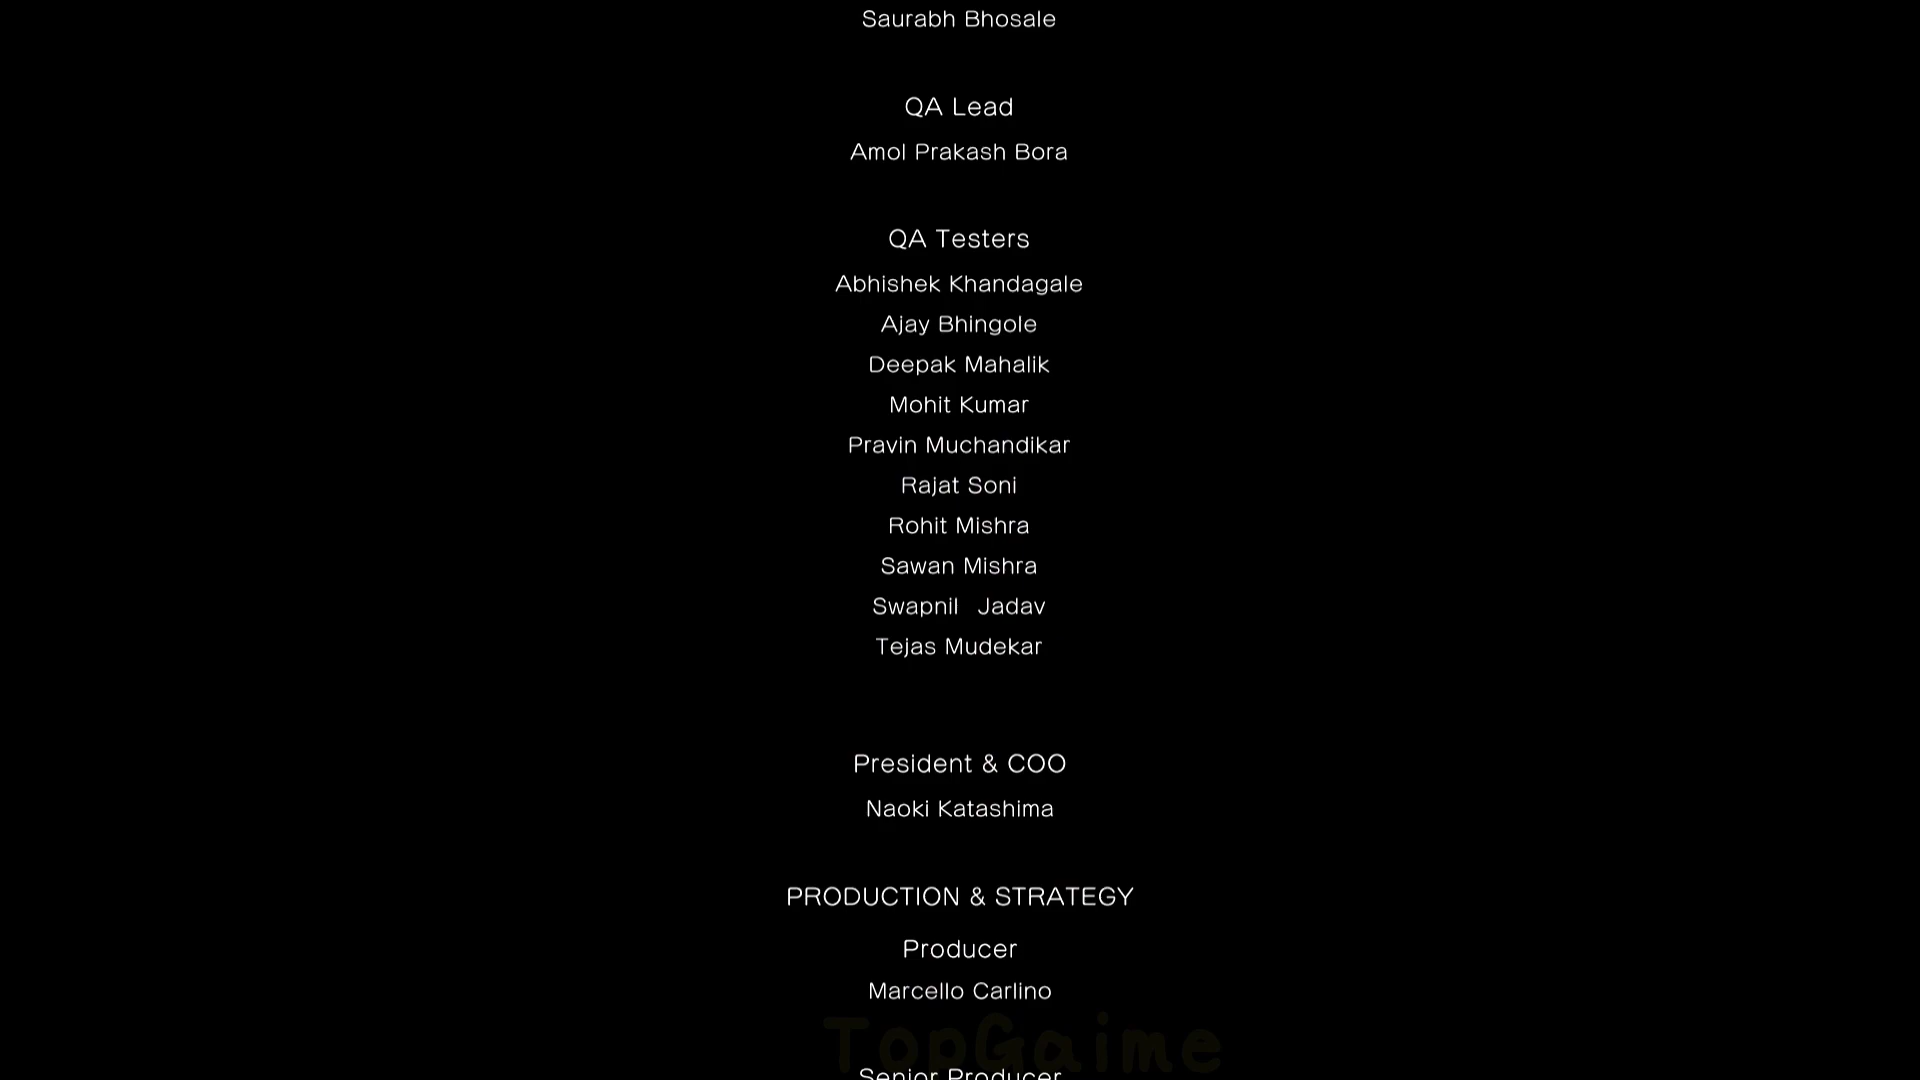 Saurabh Bhosale
QA Lead
Amol Prakash Bora
QA Testers
Abhishek Khandagale
Ajay Bhingole
Deepak Mahalik
Mohit Kumar
Pravin Muchandikar
Rajat Soni
Rohit Mishra
Sawan Mishra
Swapnil  Jadav
Tejas Mudekar
President & COO
Naoki Katashima
PRODUCTION & STRATEGY
Producer
Marcello Carlino
TopGaime
Senior Producer